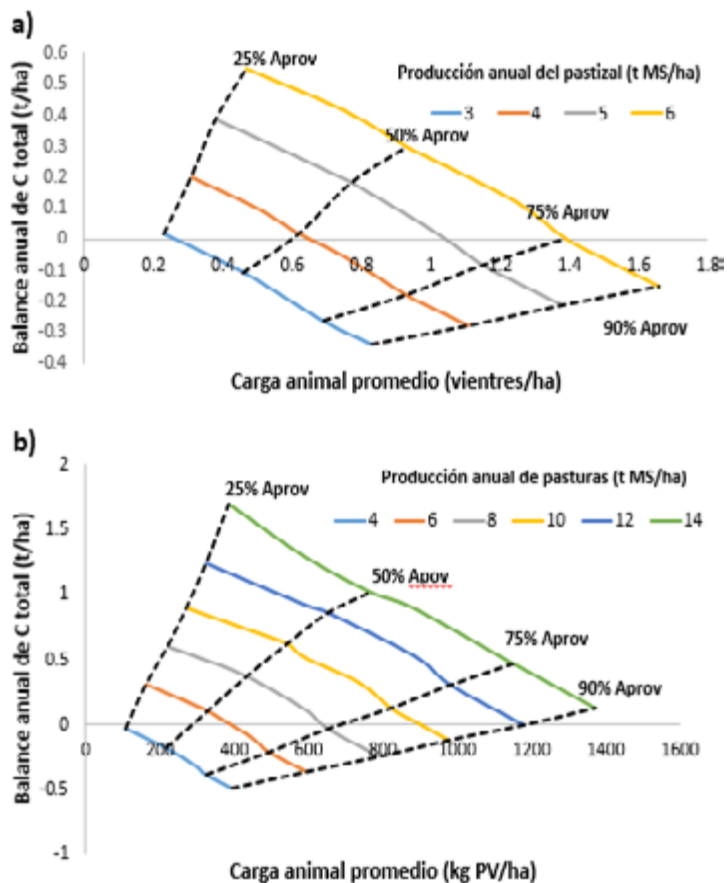 a)
Balance anual de C total (t/ha)
0.6
0.5
0.4
0.3
0.2
0.1
0
-0.1
-0.2
-0.3
-0.4
25% Aprov
Producción anual del pastizal (t MS/ha)
3 4 5 6
50% Aprov
75% Aprov
0 0.2 0.4 0.6 0.8 1 1.2 1.4 1.6 1.8
90% Aprov
Carga animal promedio (vientres/ha)
b)
Balance anual de C total (t/ha)
2
1.5
1
0.5
0
-0.5
-1
25% Aprov
Producción anual de pasturas (t MS/ha)
4 6 8 10 12 14
50% Apov
75% Aprov
90% Aprov
0 200 400 600 800 1000 1200 1400 1600
Carga animal promedio (kg PV/ha)